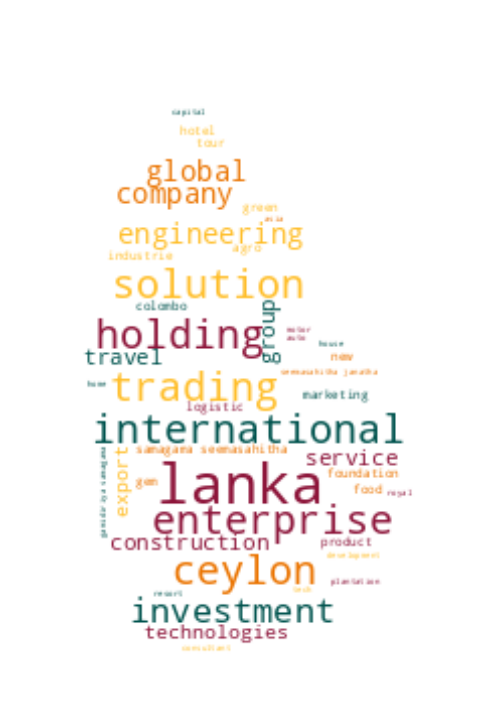 capital
hotel
tour
global
company
green
asia
engineering
agro
industrie
solution
colombo
group
holding
motor
auto
house
travel
new
seemasahitha janatha
home
trading
marketing
logistic
international
samagama seemasahitha
export
service
lanka
foundation
gem
food
royal
enterprise
construction
product
development
ceylon
plantation
tech
resort
investment
technologies
consultant